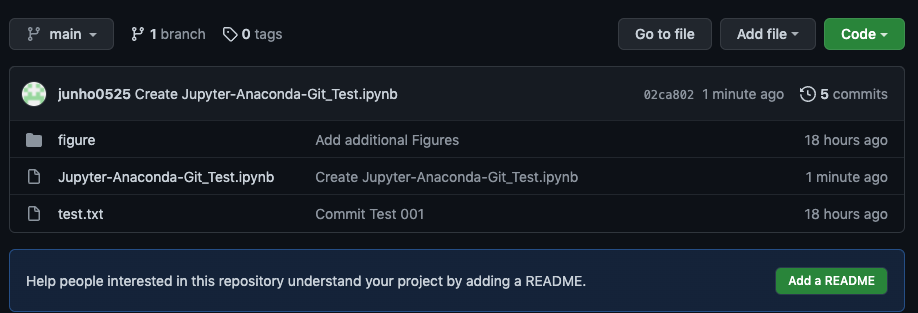 main 1 branch 0 tags Go to file Add file Code
junho0525 Create Jupyter-Anaconda-Git_Test.ipynb 02ca802 1 minute ago 5 commits
figure Add additional Figures 18 hours ago
Jupyter-Anaconda-Git_Test.ipynb Create Jupyter-Anaconda-Git_Test.ipynb 1 minute ago
test.txt Commit Test 001 18 hours ago
Help people interested in this repository understand your project by adding a README. Add a README